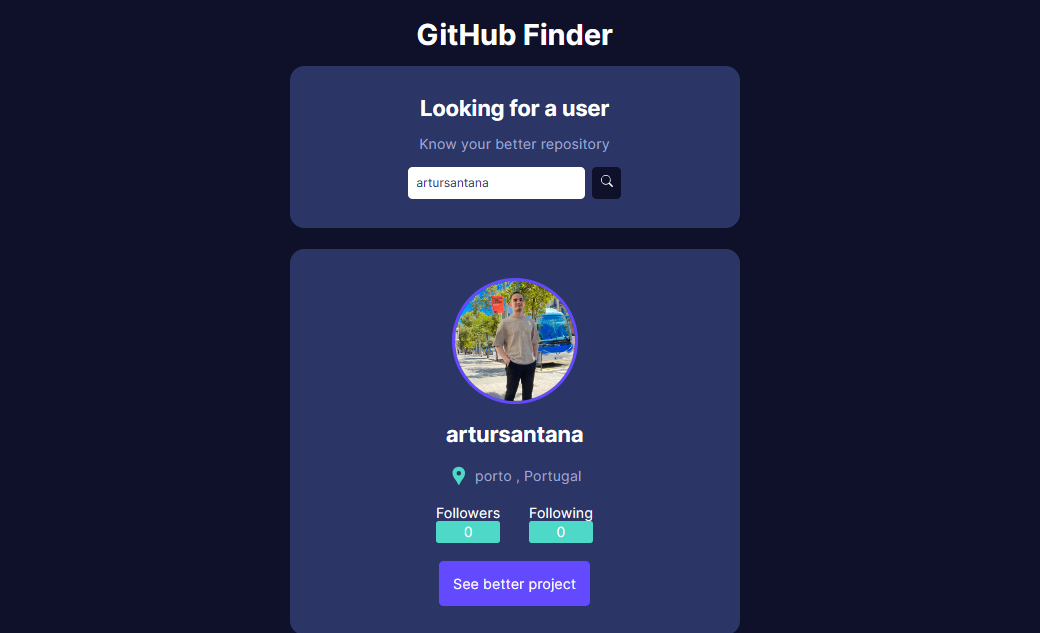 GitHub Finder
Looking for a user
Know your better repository
artursantana
artursantana
porto , Portugal
Followers Following
0 0
See better project